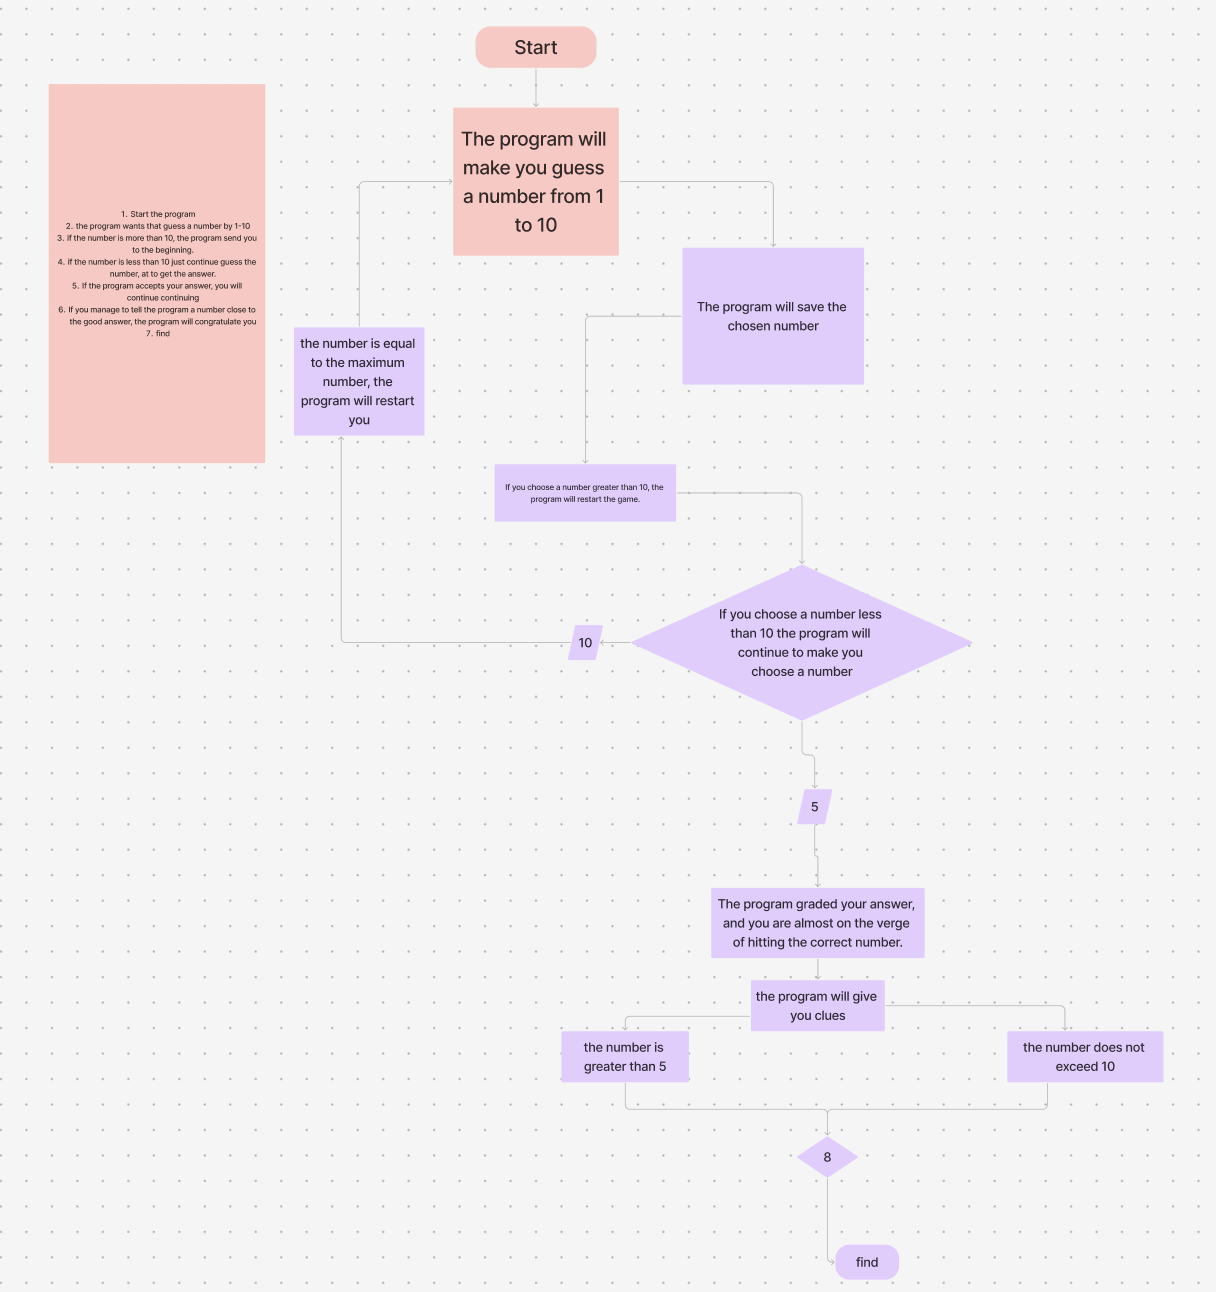 Start
The program will
make you guess
a number from 1
to 10
1. Start the program
2. the program wants that guess a number by 1-10
3. if the number is more than 10, the program send you
to the beginning.
4. if the number is less than 10 just continue guess the
number, at to get the answer.
5. If the program accepts your answer, you will
continue continuing
6. If you manage to tell the program a number close to
the good answer, the program will congratulate you
7. find
The program will save the
chosen number
the number is equal
to the maximum
number, the
program will restart
you
If you choose a number greater than 10, the
program will restart the game.
If you choose a number less
than 10 the program will
continue to make you
choose a number
10
5
The program graded your answer,
and you are almost on the verge
of hitting the correct number.
the program will give
you clues
the number is
greater than 5
the number does not
exceed 10
8
find